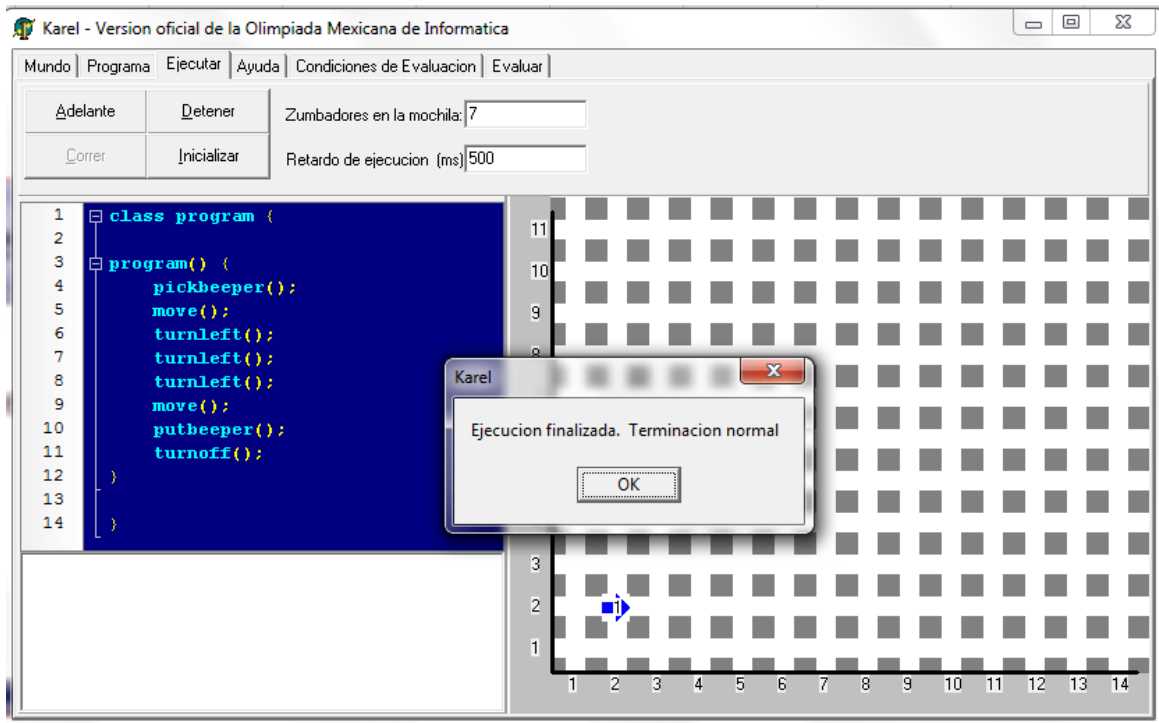 Karel - Version oficial de la Olimpiada Mexicana de Informatica
Mundo Programa Ejecutar Ayuda Condiciones de Evaluacion Evaluar
Adelante Detener Zumbadores en la mochila: 7
Correr Inicializar Retardo de ejecucion (ms) 500
1 class program {
2
3 program() {
4 pickbeeper();
5 move();
6 turnleft();
7 turnleft();
8 turnleft();
9 move();
10 putbeeper();
11 turnoff();
12 }
13
14 }
11
10
9
8
Karel
Ejecucion finalizada. Terminacion normal
OK
3
2 1
1
1 2 3 4 5 6 7 8 9 10 11 12 13 14